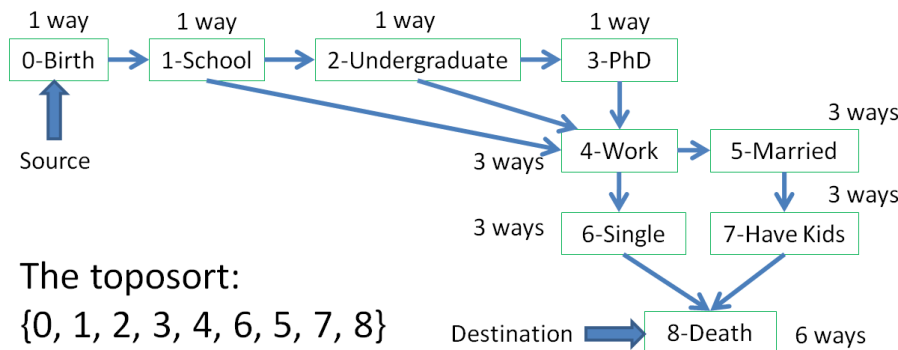 1 way
1 way
1 way
1 way
0-Birth
1-School
2-Undergraduate
3-PhD
Source
3 ways
4-Work
5-Married
3 ways
3 ways
6-Single
7-Have Kids
3 ways
The toposort:
{0, 1, 2, 3, 4, 6, 5, 7, 8}
Destination
8-Death
6 ways